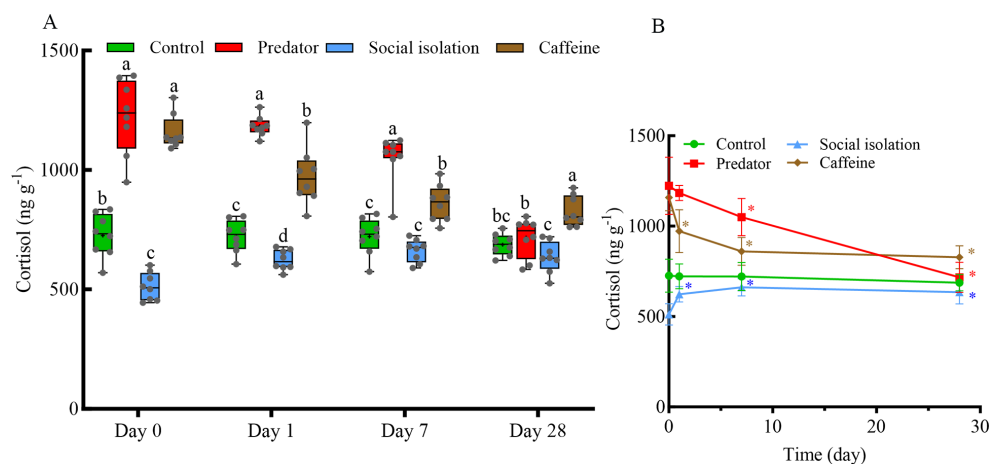 A
Control Predator Social isolation Caffeine
Cortisol (ng g-1)
1500
1000
500
0
a a
b
c
a
b
c
d
a
b
c
c
a
bc b
c
Day 0 Day 1 Day 7 Day 28
B
Control Social isolation
Predator Caffeine
Cortisol (ng g-1)
1500
1000
500
0
* * * * * * * *
0 10 20 30
Time (day)